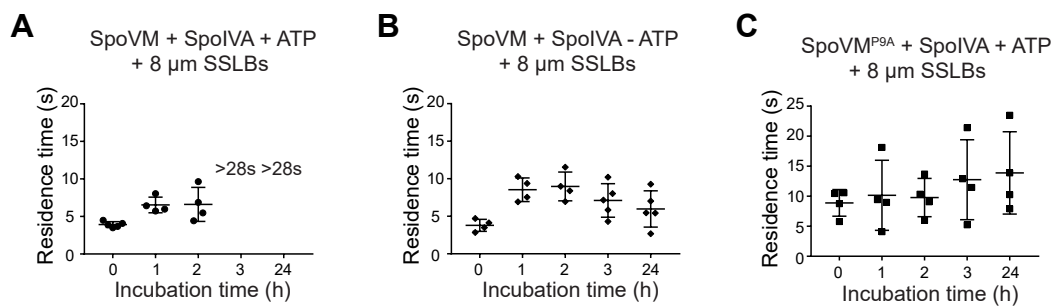 A
SpoVM + SpoIVA + ATP
+ 8 µm SSLBs
Residence time (s)
20
15
10
5
0
>28s >28s
0 1 2 3 24
Incubation time (h)
B
SpoVM + SpoIVA - ATP
+ 8 µm SSLBs
Residence time (s)
20
15
10
5
0
0 1 2 3 24
Incubation time (h)
C
SpoVMP9A + SpoIVA + ATP
+ 8 µm SSLBs
Residence time (s)
25
20
15
10
5
0
0 1 2 3 24
Incubation time (h)